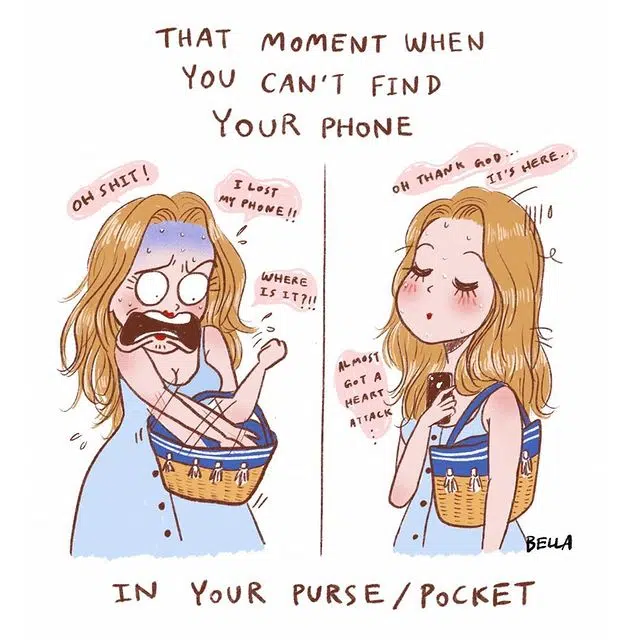 THAT MOMENT WHEN
YOU CAN'T FIND
YOUR PHONE
OH SHIT!
I LOST
MY PHONE!!
WHERE
IS IT?!!
OH THANK GOD...
IT'S HERE...
ALMOST
GOT A
HEART
ATTACK
:
BELLA
IN YOUR PURSE/POCKET